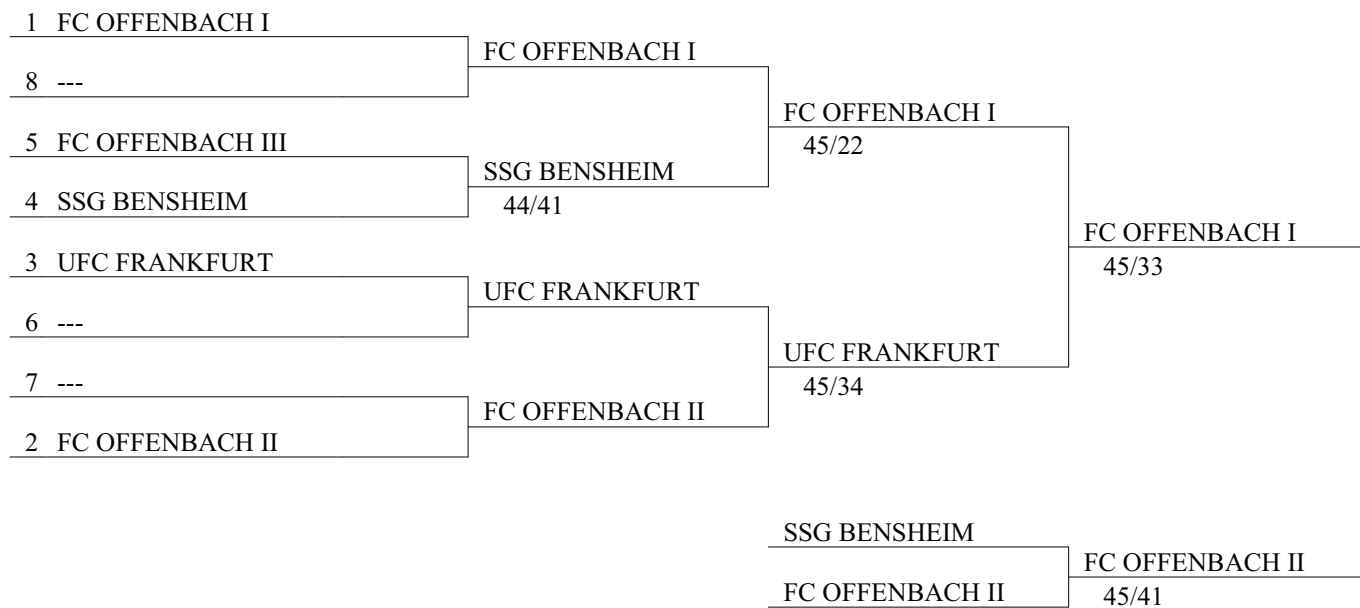 1 FC OFFENBACH I
8 ---
5 FC OFFENBACH III
4 SSG BENSHEIM
3 UFC FRANKFURT
6 ---
7 ---
2 FC OFFENBACH II
FC OFFENBACH I
SSG BENSHEIM
44/41
UFC FRANKFURT
FC OFFENBACH II
FC OFFENBACH I
45/22
UFC FRANKFURT
45/34
FC OFFENBACH I
45/33
SSG BENSHEIM
FC OFFENBACH II
FC OFFENBACH II
45/41